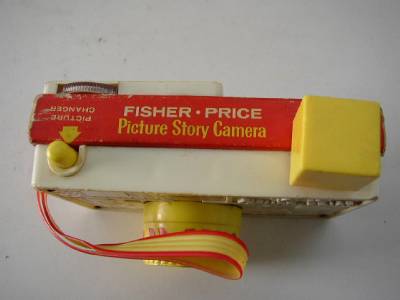 FISHER · PRICE
Picture Story Camera
PICTURE
CHANGER